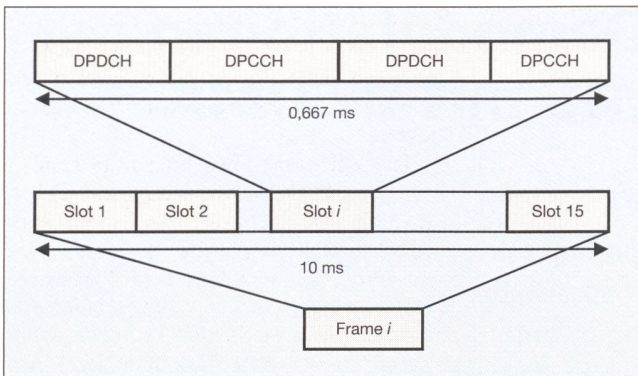 DPDCH DPCCH DPDCH DPCCH
0,667 ms
Slot 1 Slot 2 Slot i Slot 15
10 ms
Frame i